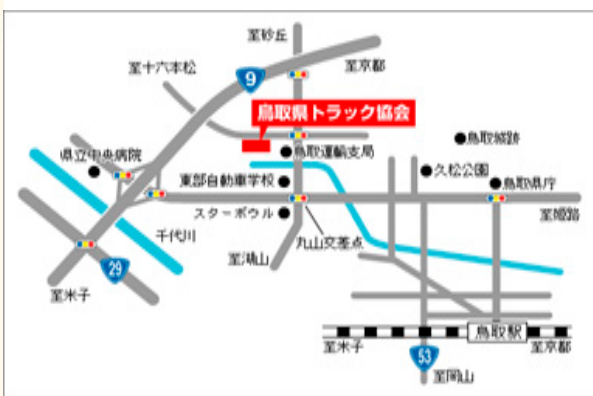 至砂丘
至十六本松
9
至京都
鳥取県トラック協会
鳥取城跡
県立中央病院
鳥取運輸支局
久松公園
東部自動車学校
鳥取県庁
スターボウル
至姫路
千代川
丸山交差点
至鴻山
29
至米子
鳥取駅
至米子
至京都
53
至岡山